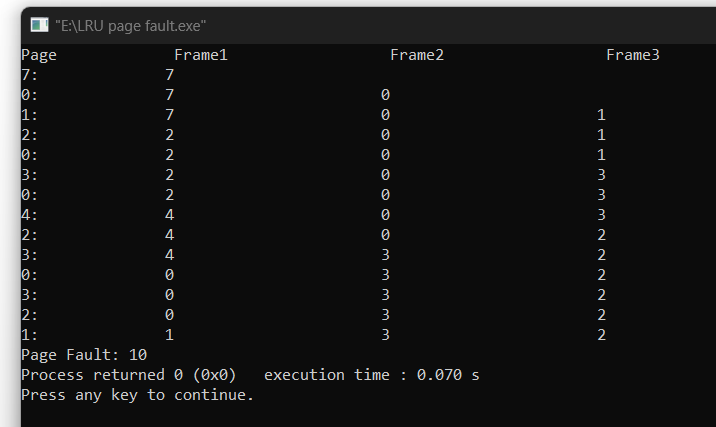 "E:\LRU page fault.exe"
Page Frame1 Frame2 Frame3
7: 7
0: 7 0
1: 7 0 1
2: 2 0 1
0: 2 0 1
3: 2 0 3
0: 2 0 3
4: 4 0 3
2: 4 0 2
3: 4 3 2
0: 0 3 2
3: 0 3 2
2: 0 3 2
1: 1 3 2
Page Fault: 10
Process returned 0 (0x0) execution time : 0.070 s
Press any key to continue.